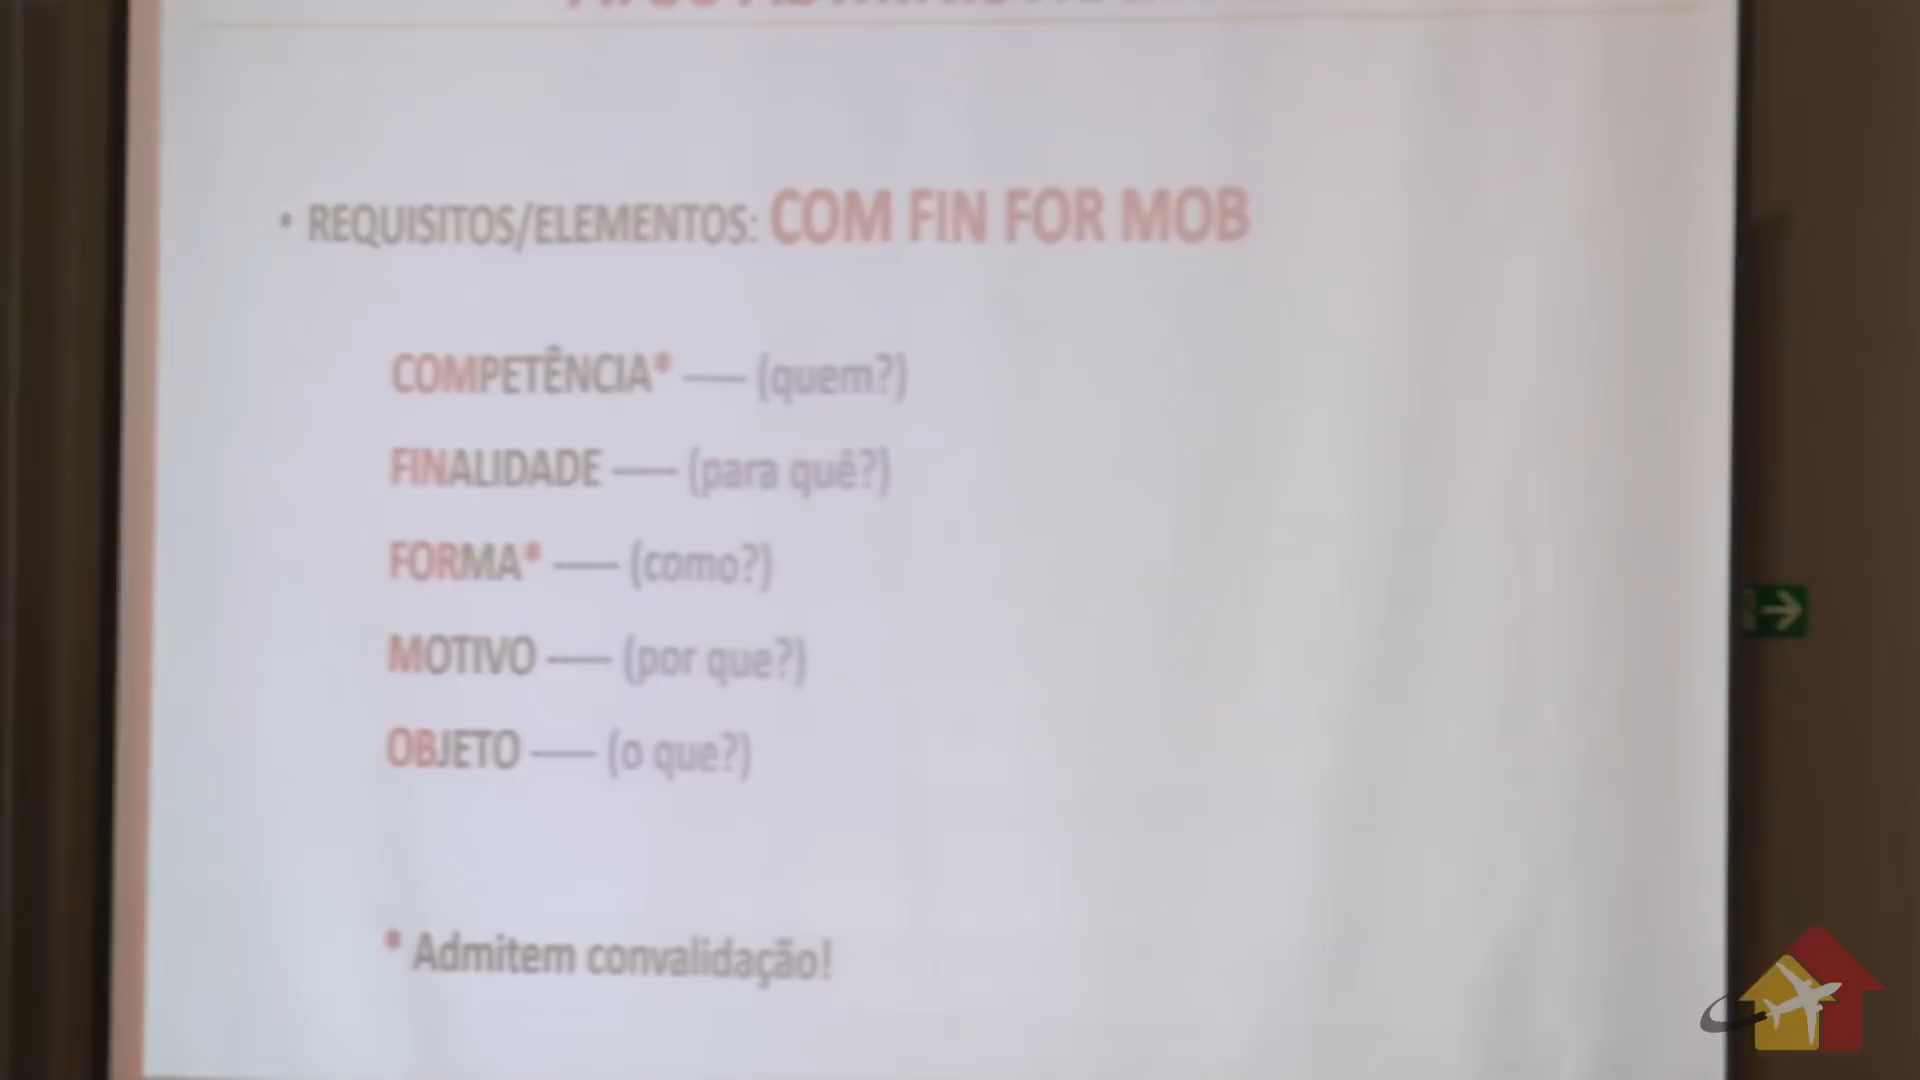 • REQUISITOS/ELEMENTOS: COM FIN FOR MOB
COMPETÊNCIA* –– (quem?)
FINALIDADE –– (para quê?)
FORMA* –– (como?)
MOTIVO –– (por que?)
OBJETO –– (o que?)
* Admitem convalidação!